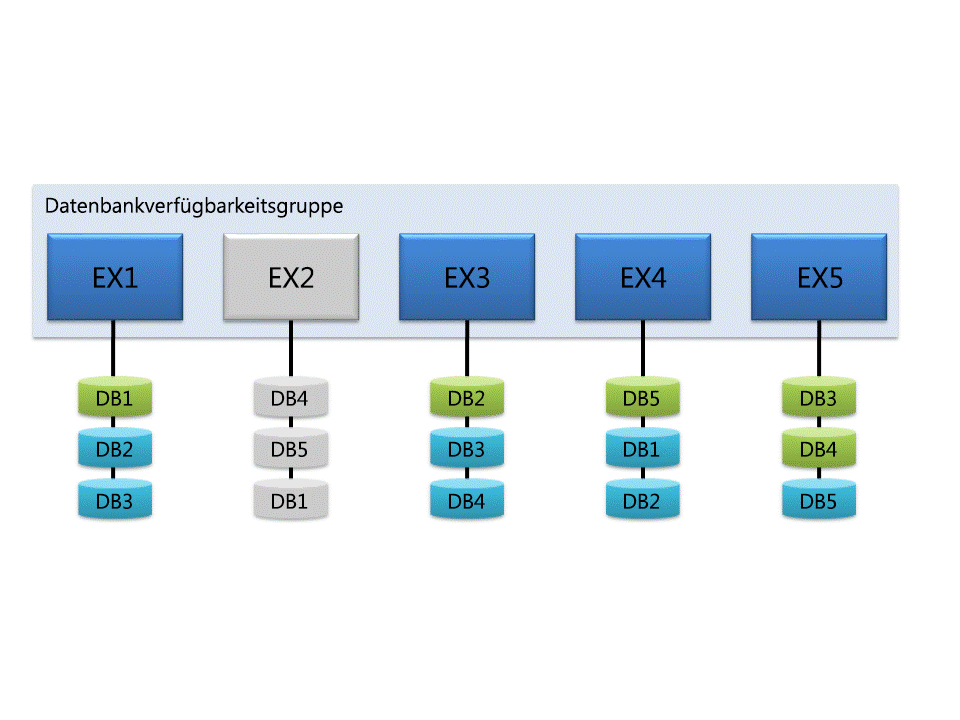 Datenbankverfügbarkeitsgruppe
EX1 EX2 EX3 EX4 EX5
DB1 DB4 DB2 DB5 DB3
DB2 DB5 DB3 DB1 DB4
DB3 DB1 DB4 DB2 DB5